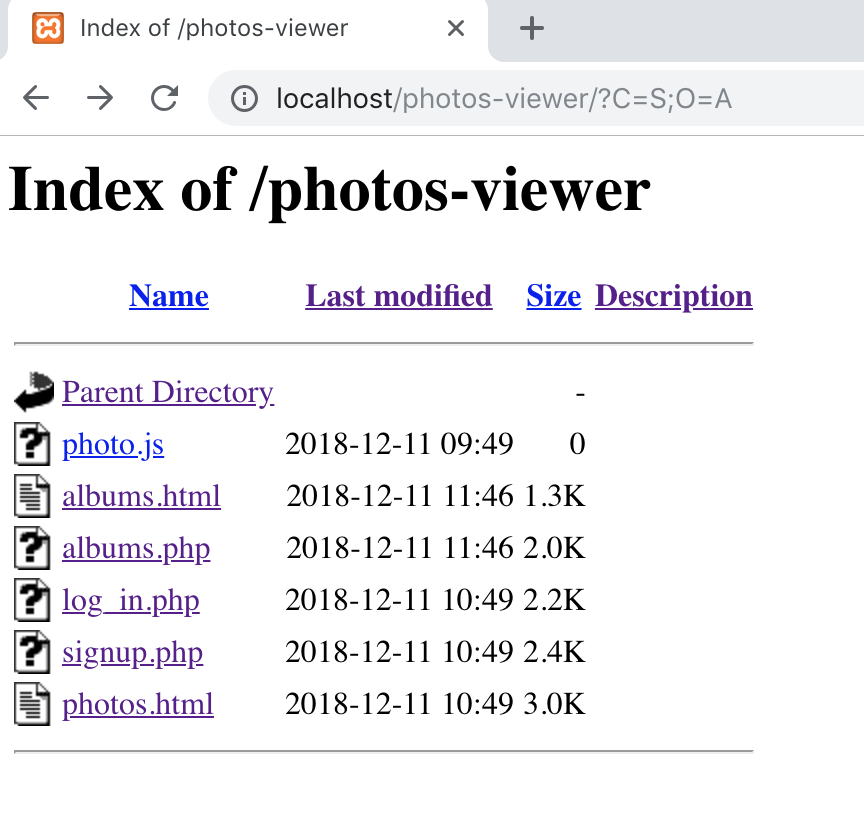 Index of /photos-viewer
localhost/photos-viewer/?C=S;O=A
Index of /photos-viewer
Name Last modified Size Description
Parent Directory -
photo.js 2018-12-11 09:49 0
albums.html 2018-12-11 11:46 1.3K
albums.php 2018-12-11 11:46 2.0K
log_in.php 2018-12-11 10:49 2.2K
signup.php 2018-12-11 10:49 2.4K
photos.html 2018-12-11 10:49 3.0K